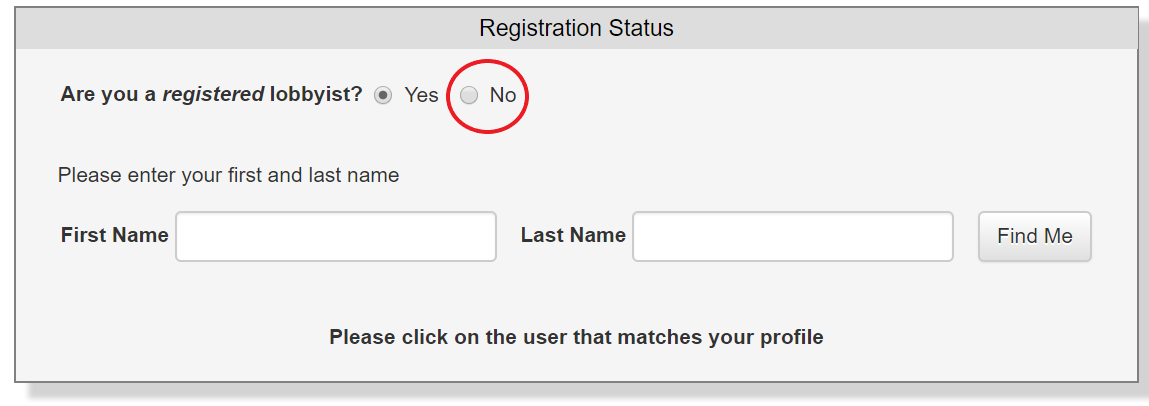 Registration Status
Are you a registered lobbyist? Yes No
Please enter your first and last name
First Name Last Name Find Me
Please click on the user that matches your profile